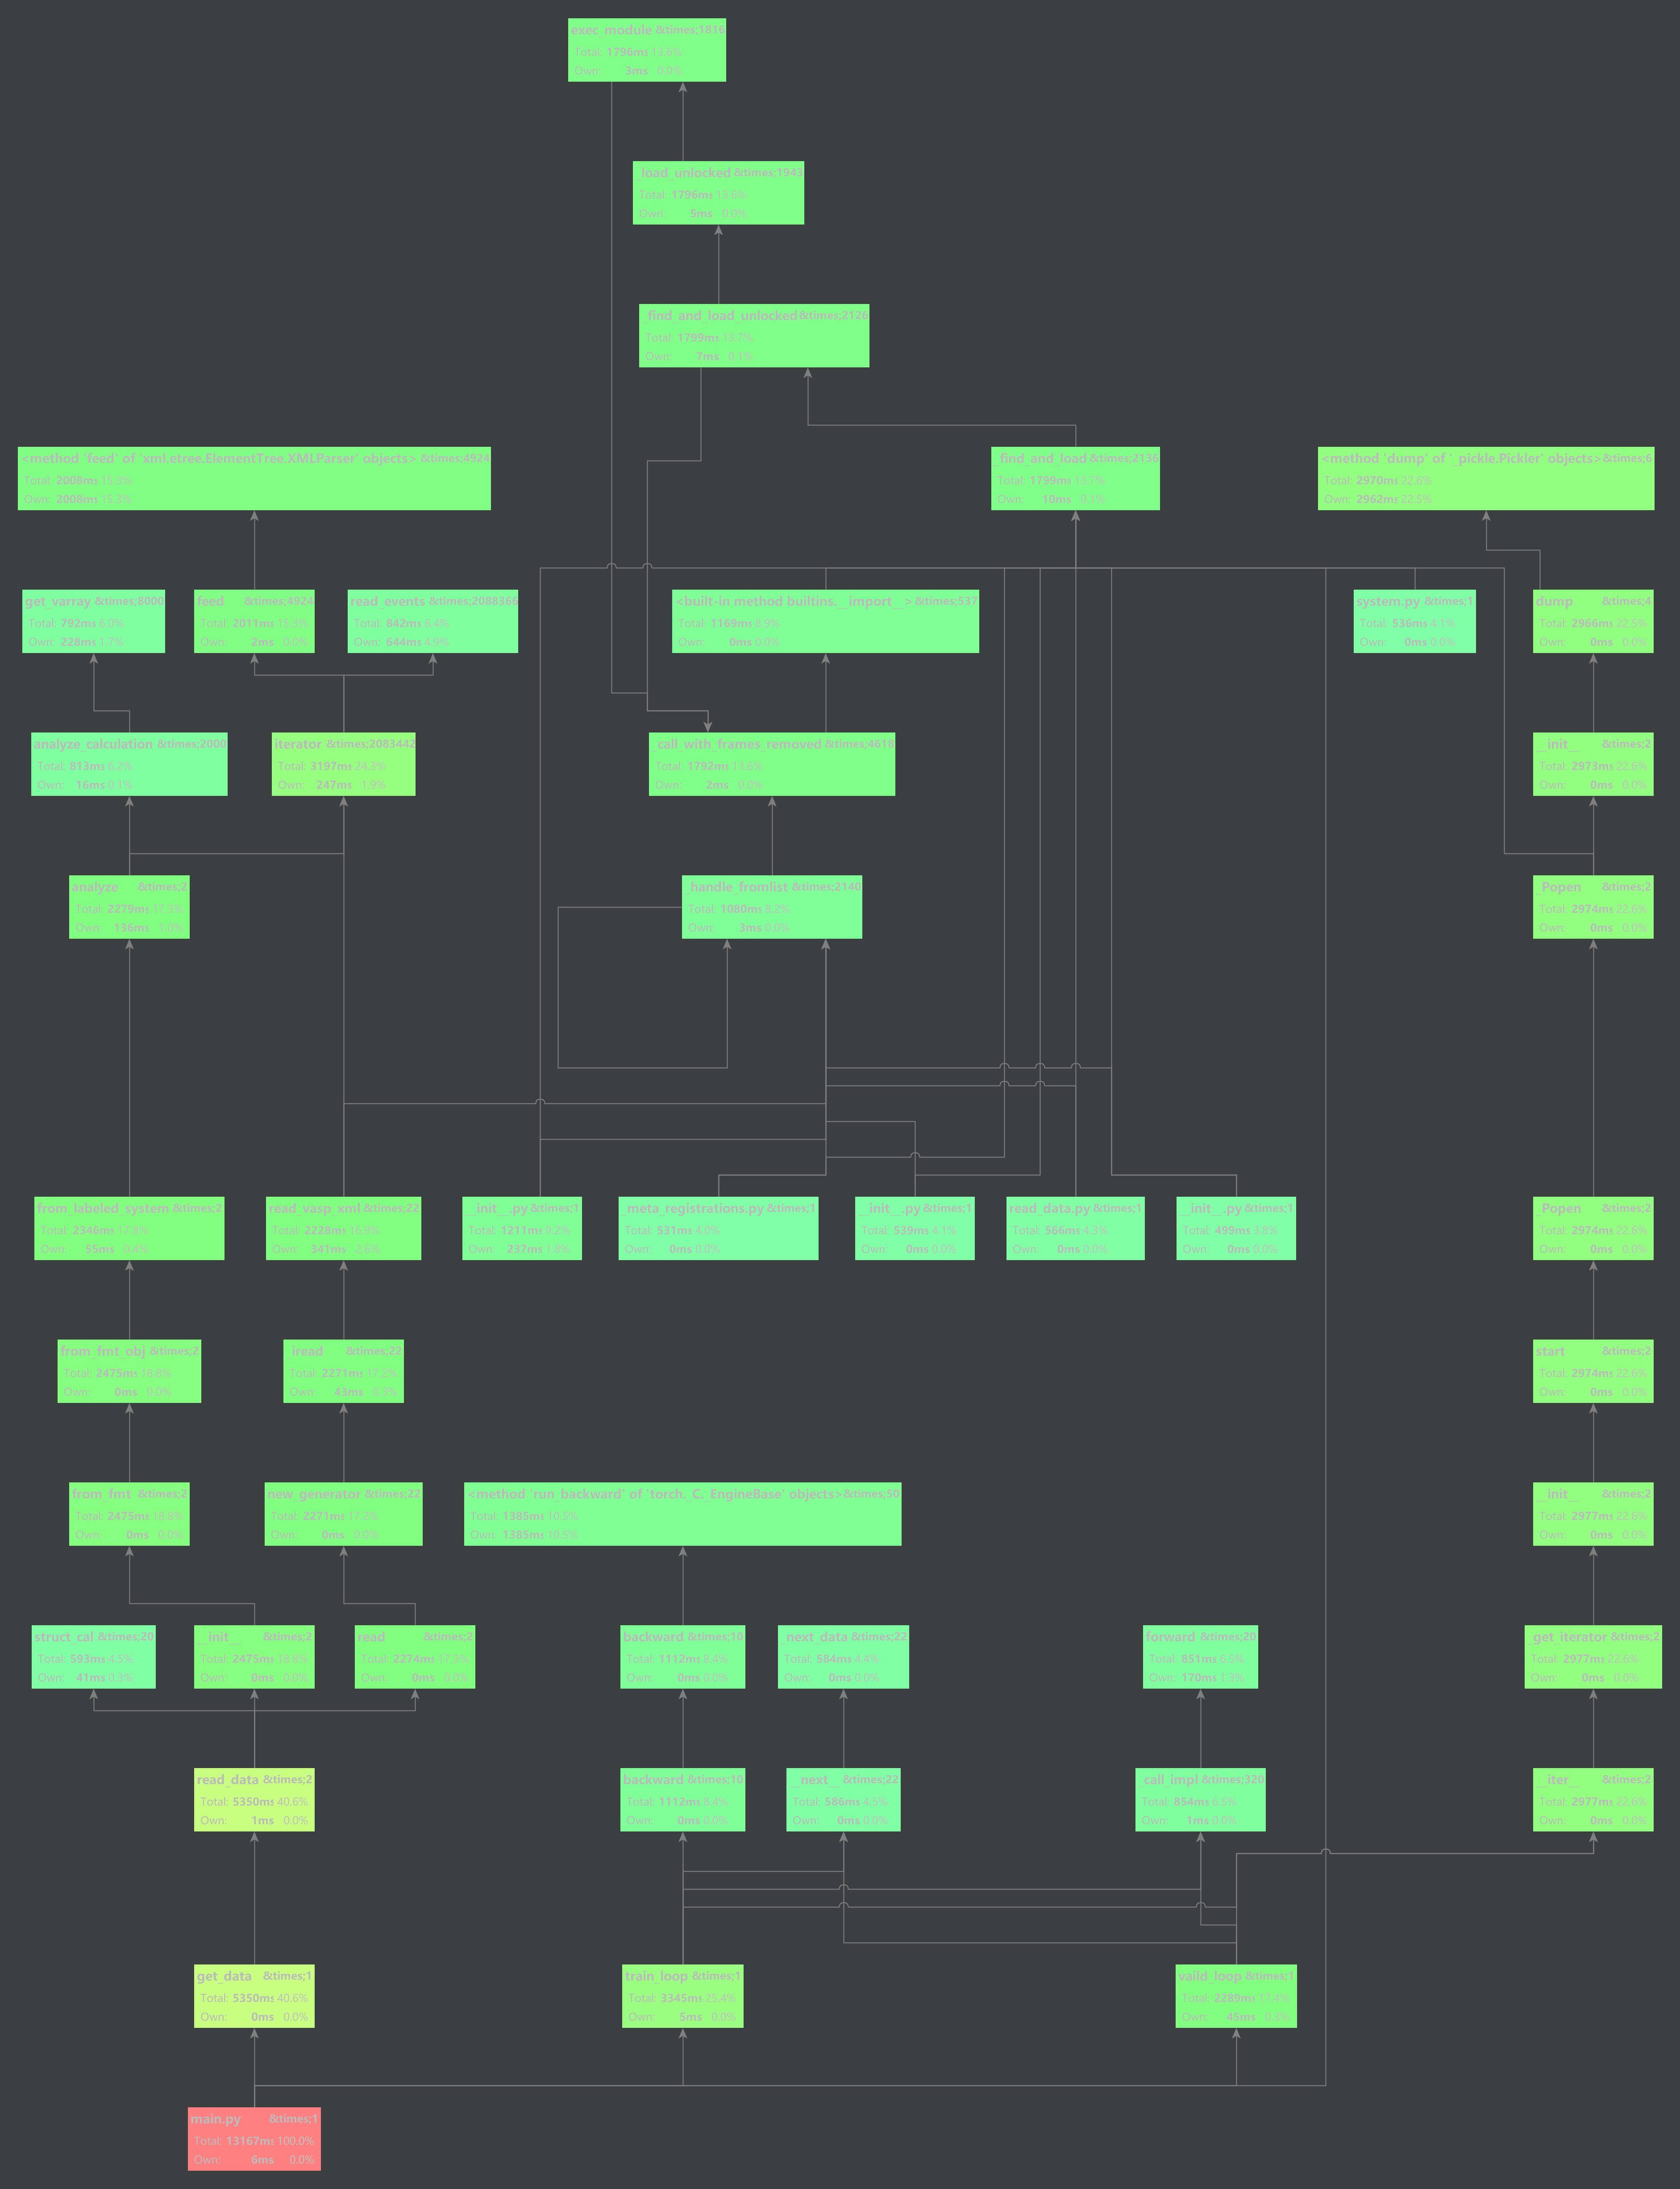 exec_module &times;1816
Total: 1796ms 13.6%
Own: 3ms 0.0%
_load_unlocked &times;1943
Total: 1796ms 13.6%
Own: 5ms 0.0%
_find_and_load_unlocked &times;2126
Total: 1799ms 13.7%
Own: 7ms 0.1%
<method 'feed' of 'xml.etree.ElementTree.XMLParser' objects> &times;4924
Total: 2008ms 15.3%
Own: 2008ms 15.3%
_find_and_load &times;2136
Total: 1799ms 13.7%
Own: 10ms 0.1%
<method 'dump' of '_pickle.Pickler' objects> &times;6
Total: 2970ms 22.6%
Own: 2962ms 22.5%
get_varray &times;8000
Total: 792ms 6.0%
Own: 228ms 1.7%
feed &times;4924
Total: 2011ms 15.3%
Own: 2ms 0.0%
read_events &times;2088366
Total: 842ms 6.4%
Own: 644ms 4.9%
<built-in method builtins.__import__> &times;537
Total: 1169ms 8.9%
Own: 0ms 0.0%
system.py &times;1
Total: 536ms 4.1%
Own: 0ms 0.0%
dump &times;4
Total: 2966ms 22.5%
Own: 0ms 0.0%
analyze_calculation &times;2000
Total: 813ms 6.2%
Own: 16ms 0.1%
iterator &times;2083442
Total: 3197ms 24.3%
Own: 247ms 1.9%
_call_with_frames_removed &times;4618
Total: 1792ms 13.6%
Own: 2ms 0.0%
__init__ &times;2
Total: 2973ms 22.6%
Own: 0ms 0.0%
analyze &times;2
Total: 2279ms 17.3%
Own: 136ms 1.0%
_handle_fromlist &times;2140
Total: 1080ms 8.2%
Own: 3ms 0.0%
_Popen &times;2
Total: 2974ms 22.6%
Own: 0ms 0.0%
from_labeled_system &times;2
Total: 2346ms 17.8%
Own: 55ms 0.4%
read_vasp_xml &times;22
Total: 2228ms 16.9%
Own: 341ms 2.6%
__init__.py &times;1
Total: 1211ms 9.2%
Own: 237ms 1.8%
_meta_registrations.py &times;1
Total: 531ms 4.0%
Own: 0ms 0.0%
__init__.py &times;1
Total: 539ms 4.1%
Own: 0ms 0.0%
read_data.py &times;1
Total: 566ms 4.3%
Own: 0ms 0.0%
__init__.py &times;1
Total: 499ms 3.8%
Own: 0ms 0.0%
_Popen &times;2
Total: 2974ms 22.6%
Own: 0ms 0.0%
from_fmt_obj &times;2
Total: 2475ms 18.8%
Own: 0ms 0.0%
iread &times;22
Total: 2271ms 17.2%
Own: 43ms 0.3%
start &times;2
Total: 2974ms 22.6%
Own: 0ms 0.0%
from_fmt &times;2
Total: 2475ms 18.8%
Own: 0ms 0.0%
new_generator &times;22
Total: 2271ms 17.2%
Own: 0ms 0.0%
<method 'run_backward' of 'torch._C._EngineBase' objects> &times;50
Total: 1385ms 10.5%
Own: 1385ms 10.5%
__init__ &times;2
Total: 2977ms 22.6%
Own: 0ms 0.0%
struct_cal &times;20
Total: 593ms 4.5%
Own: 41ms 0.3%
__init__ &times;2
Total: 2475ms 18.8%
Own: 0ms 0.0%
read &times;2
Total: 2274ms 17.3%
Own: 0ms 0.0%
backward &times;10
Total: 1112ms 8.4%
Own: 0ms 0.0%
_next_data &times;22
Total: 584ms 4.4%
Own: 0ms 0.0%
forward &times;20
Total: 851ms 6.5%
Own: 170ms 1.3%
_get_iterator &times;2
Total: 2977ms 22.6%
Own: 0ms 0.0%
read_data &times;2
Total: 5350ms 40.6%
Own: 1ms 0.0%
backward &times;10
Total: 1112ms 8.4%
Own: 0ms 0.0%
__next__ &times;22
Total: 586ms 4.5%
Own: 0ms 0.0%
_call_impl &times;320
Total: 854ms 6.5%
Own: 1ms 0.0%
__iter__ &times;2
Total: 2977ms 22.6%
Own: 0ms 0.0%
get_data &times;1
Total: 5350ms 40.6%
Own: 0ms 0.0%
train_loop &times;1
Total: 3345ms 25.4%
Own: 5ms 0.0%
vaild_loop &times;1
Total: 2289ms 17.4%
Own: 45ms 0.3%
main.py &times;1
Total: 13167ms 100.0%
Own: 6ms 0.0%